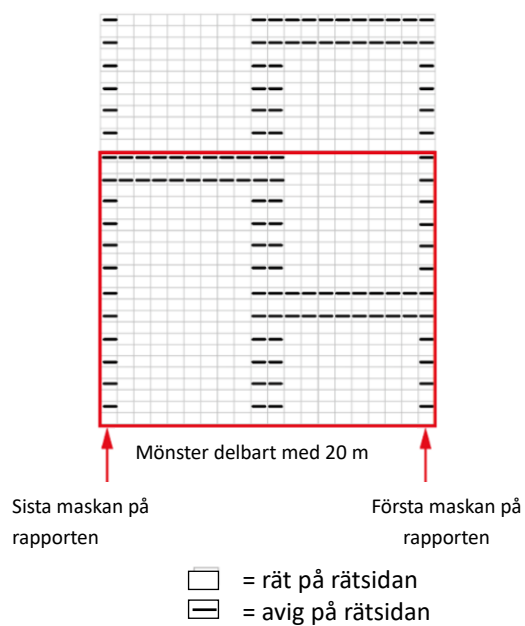 Mönster delbart med 20 m
Sista maskan på
rapporten
Första maskan på
rapporten
= rät på rätsidan
= avig på rätsidan